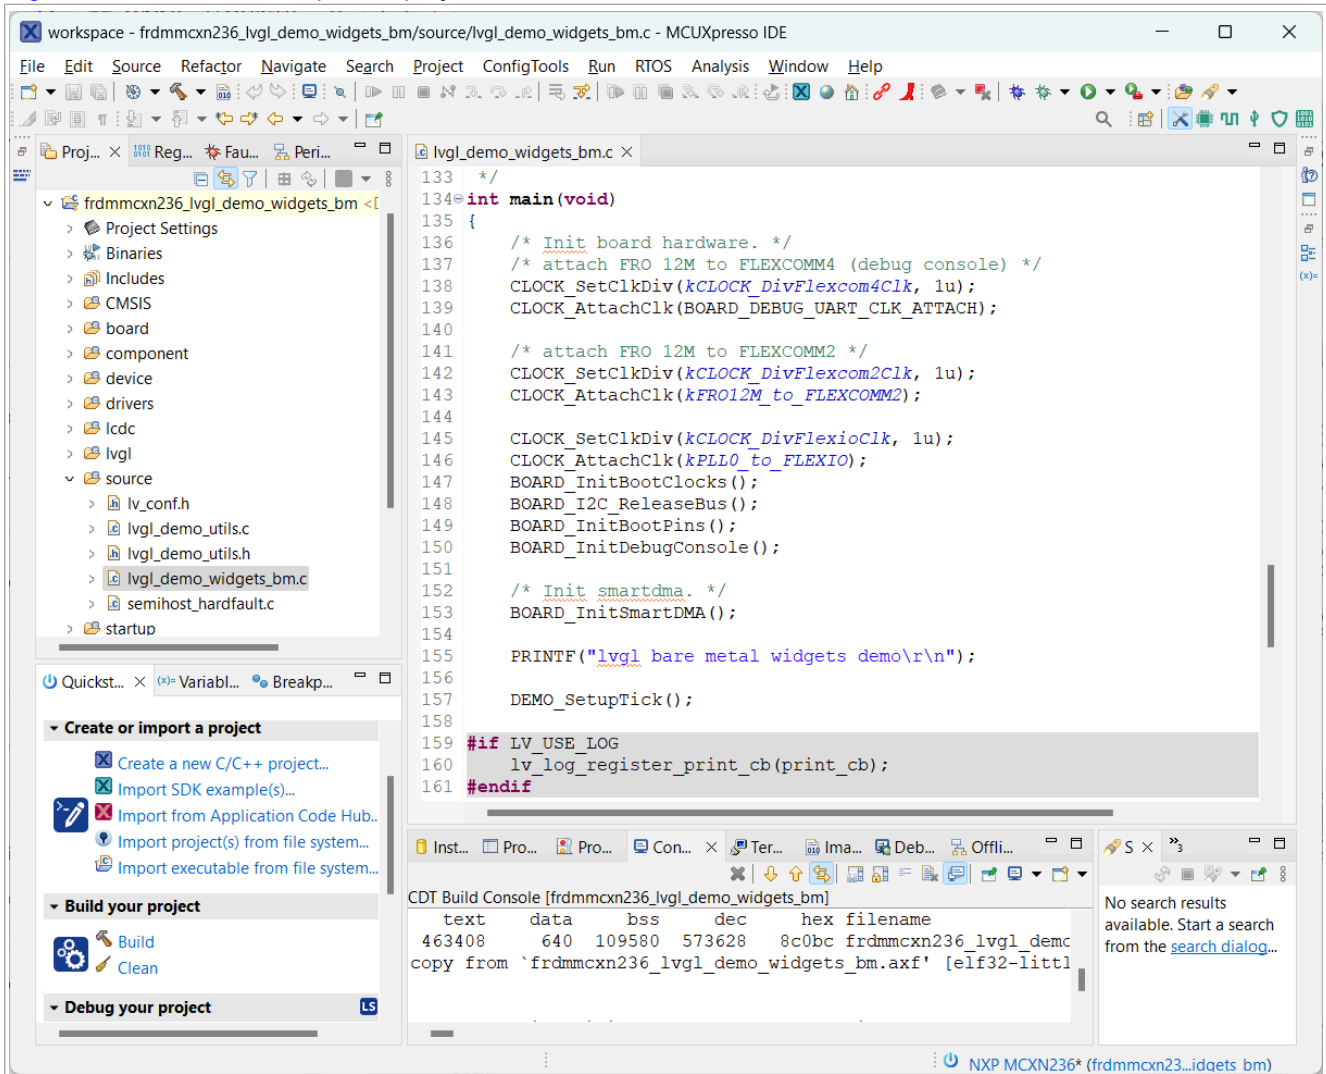 workspace - frdmmcxn236_lvgl_demo_widgets_bm/source/lvgl_demo_widgets_bm.c - MCUXpresso IDE
File Edit Source Refactor Navigate Search Project ConfigTools Run RTOS Analysis Window Help
Proj... Reg... Fau... Peri...
frdmmcxn236_lvgl_demo_widgets_bm <
Project Settings
Binaries
Includes
CMSIS
board
component
device
drivers
lcdc
lvgl
source
lv_conf.h
lvgl_demo_utils.c
lvgl_demo_utils.h
lvgl_demo_widgets_bm.c
semihost_hardfault.c
startup
lvgl_demo_widgets_bm.c
133 */
134 int main(void)
135 {
136 /* Init board hardware. */
137 /* attach FRO 12M to FLEXCOMM4 (debug console) */
138 CLOCK_SetClkDiv(kCLOCK_DivFlexcom4Clk, 1u);
139 CLOCK_AttachClk(BOARD_DEBUG_UART_CLK_ATTACH);
140
141 /* attach FRO 12M to FLEXCOMM2 */
142 CLOCK_SetClkDiv(kCLOCK_DivFlexcom2Clk, 1u);
143 CLOCK_AttachClk(kFRO12M_to_FLEXCOMM2);
144
145 CLOCK_SetClkDiv(kCLOCK_DivFlexioClk, 1u);
146 CLOCK_AttachClk(kPLL0_to_FLEXIO);
147 BOARD_InitBootClocks();
148 BOARD_I2C_ReleaseBus();
149 BOARD_InitBootPins();
150 BOARD_InitDebugConsole();
151
152 /* Init smartdma. */
153 BOARD_InitSmartDMA();
154
155 PRINTF("lvgl bare metal widgets demo\r\n");
156
157 DEMO_SetupTick();
158
159 #if LV_USE_LOG
160 lv_log_register_print_cb(print_cb);
161 #endif
Quickst... (x)= Variabl... Breakp...
Create or import a project
Create a new C/C++ project...
Import SDK example(s)...
Import from Application Code Hub..
Import project(s) from file system...
Import executable from file system...
Build your project
Build
Clean
Debug your project LS
Inst... Pro... Pro... Con... Ter... Ima... Deb... Offli...
CDT Build Console [frdmmcxn236_lvgl_demo_widgets_bm]
text data bss dec hex filename
463408 640 109580 573628 8c0bc frdmmcxn236_lvgl_demo
copy from `frdmmcxn236_lvgl_demo_widgets_bm.axf' [elf32-littl
S »3
No search results
available. Start a search
from the search dialog...
(x)=
NXP MCXN236* (frdmmcxn23...idgets_bm)